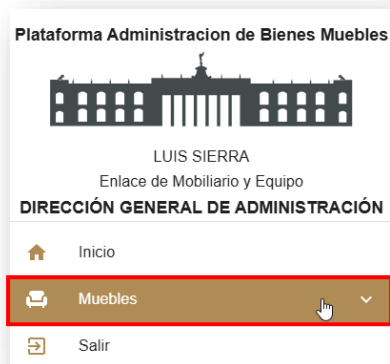 Plataforma Administracion de Bienes Muebles
LUIS SIERRA
Enlace de Mobiliario y Equipo
DIRECCIÓN GENERAL DE ADMINISTRACIÓN
Inicio
Muebles
Salir